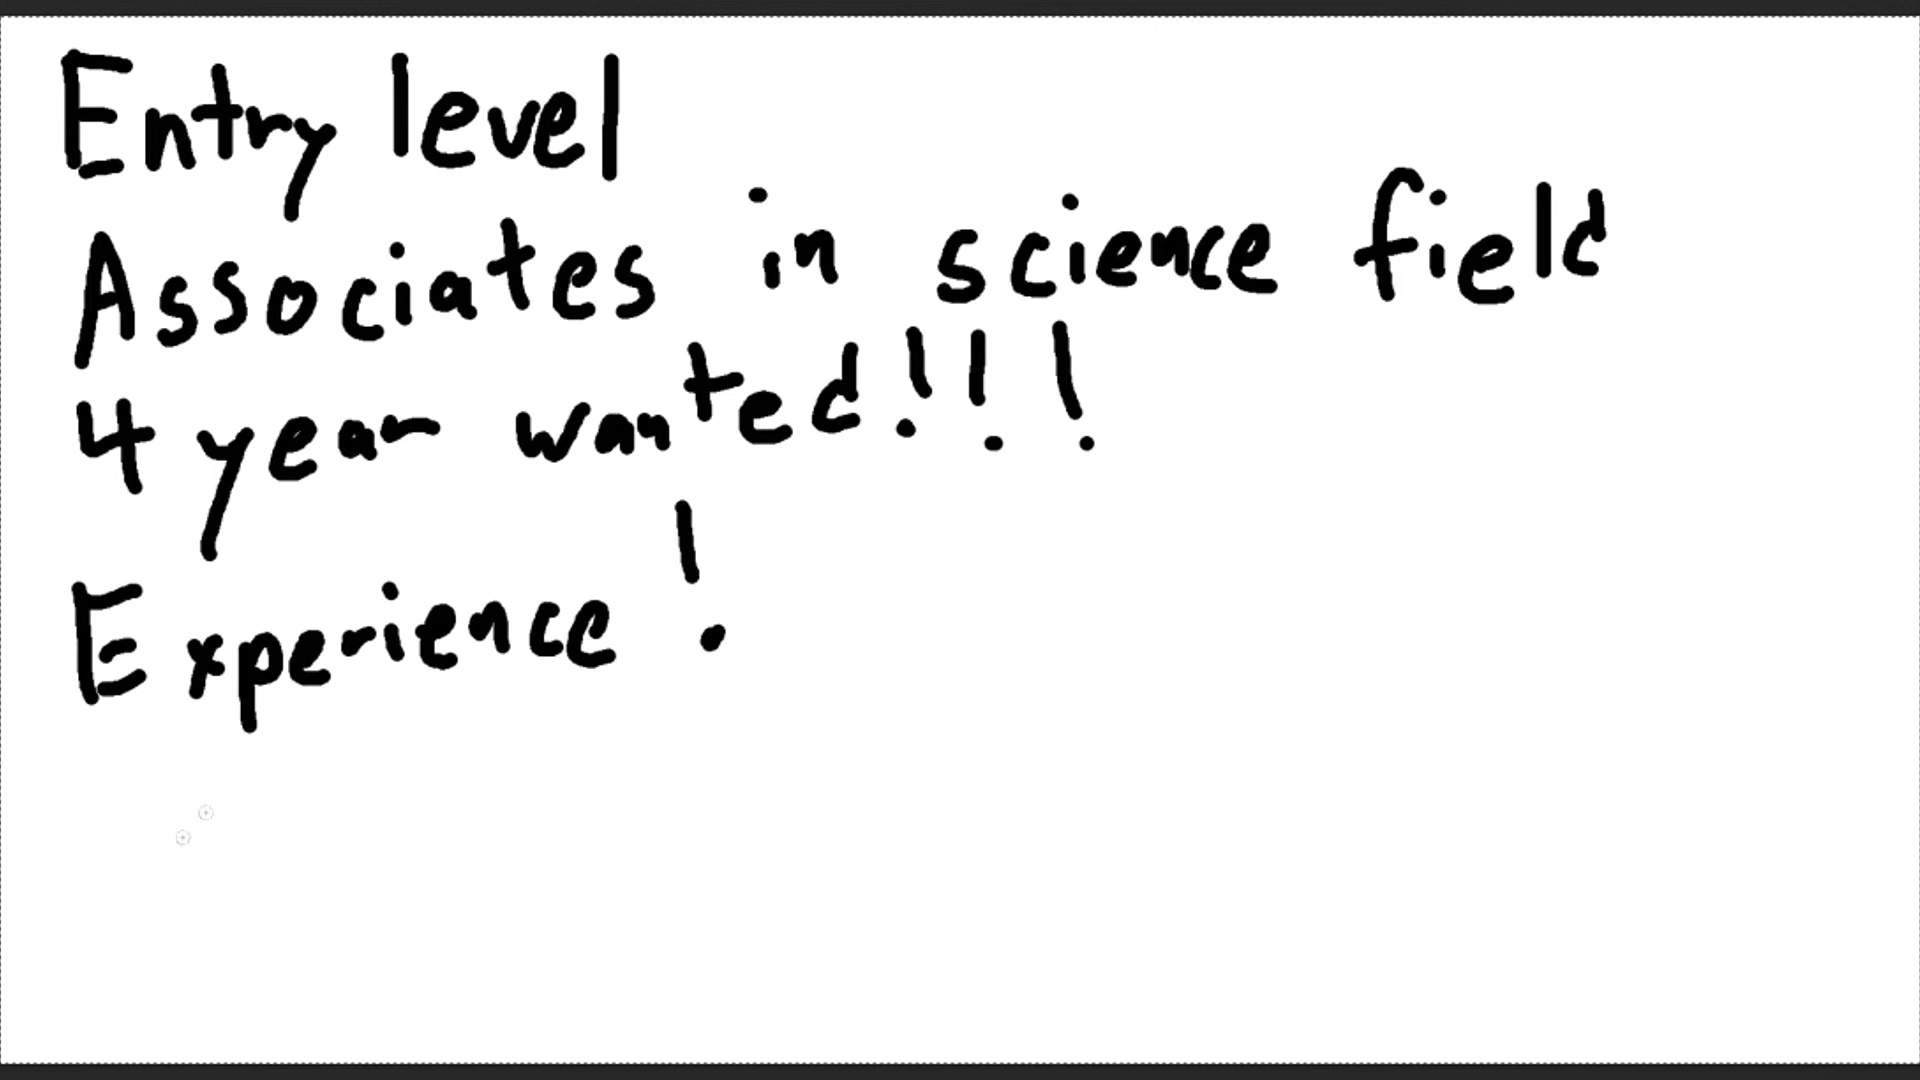 Entry level
Associates in science field
4 year wanted!!!
Experience!